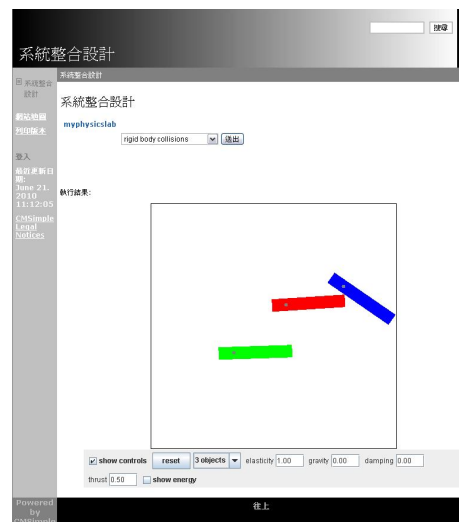 搜尋
系統整合設計
系統整合設計
系統整合設計
網站地圖
列印版本
登入
最近更新日期:
June 21, 2010
11:12:05
CMSimple
Legal
Notices
系統整合設計
myphysicslab
rigid body collisions 送出
執行結果:
show controls reset 3 objects elasticity 1.00 gravity 0.00 damping 0.00
thrust 0.50 show energy
Powered
by
CMSimple
往上